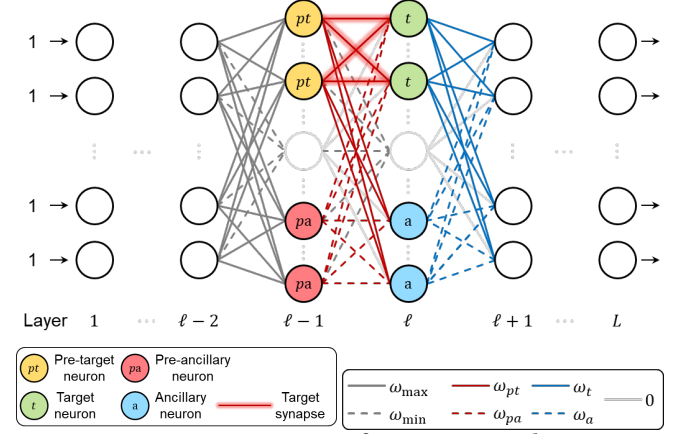 pt t
1
pt t
1
1
pa a
1
pa a
Layer 1 ℓ − 2 ℓ − 1 ℓ ℓ + 1 L
pt Pre-target neuron
pa Pre-ancillary neuron
t Target neuron
a Ancillary neuron
Target synapse
ω_max ω_pt ω_t 0
ω_min ω_pa ω_a